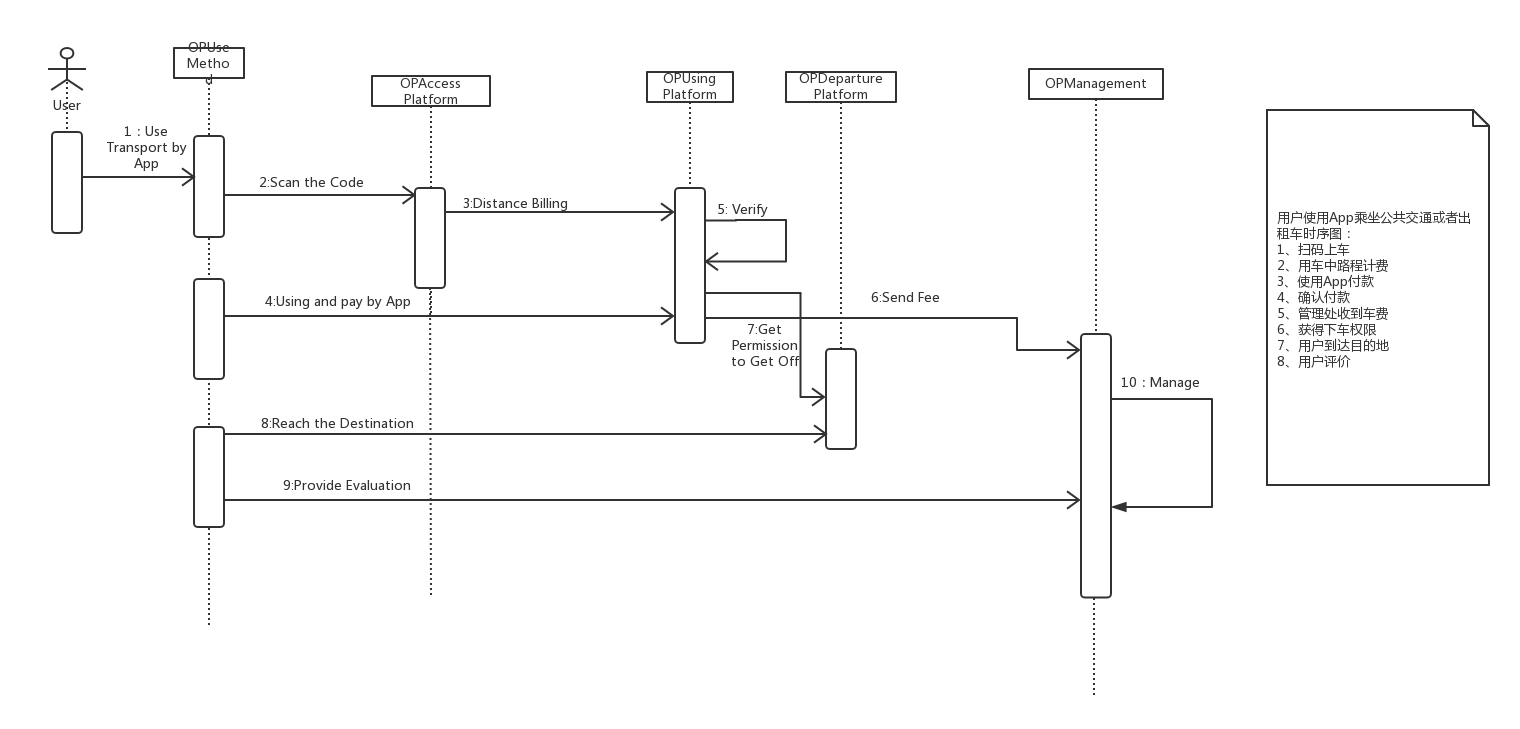 User
OPUse
Metho
d
OPAccess
Platform
OPUsing
Platform
OPDeparture
Platform
OPManagement
1：Use
Transport by
App
2:Scan the Code
3:Distance Billing
5: Verify
4:Using and pay by App
6:Send Fee
7:Get
Permission
to Get Off
10：Manage
8:Reach the Destination
9:Provide Evaluation
用户使用App乘坐公共交通或者出
租车时序图：
1、扫码上车
2、用车中路程计费
3、使用App付款
4、确认付款
5、管理处收到车费
6、获得下车权限
7、用户到达目的地
8、用户评价